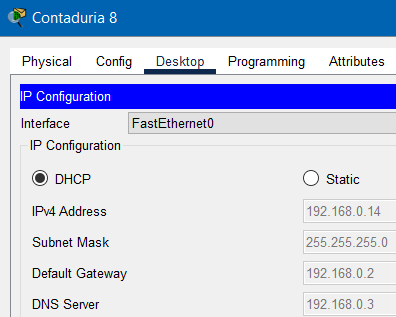 Contaduria 8
Physical Config Desktop Programming Attributes
IP Configuration
Interface FastEthernet0
IP Configuration
DHCP Static
IPv4 Address 192.168.0.14
Subnet Mask 255.255.255.0
Default Gateway 192.168.0.2
DNS Server 192.168.0.3